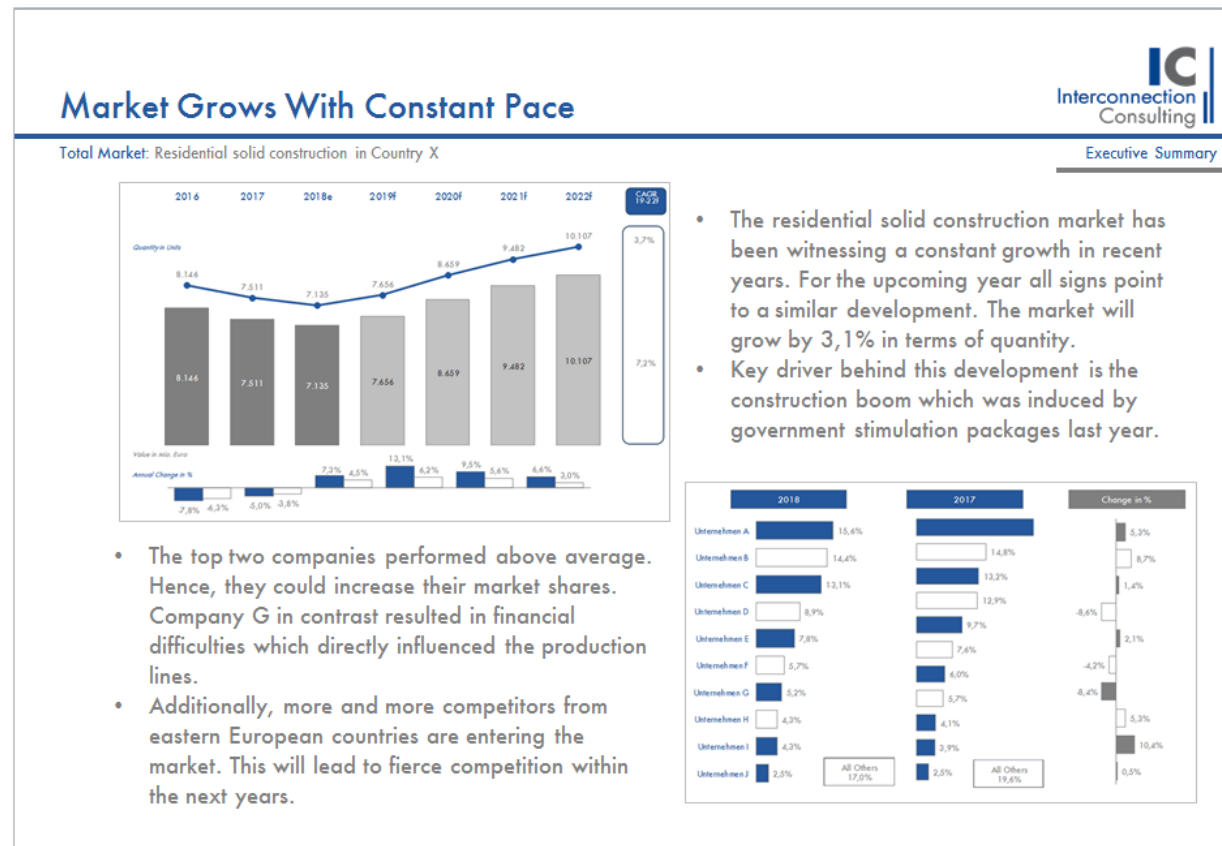 IC
Interconnection
Consulting
Market Grows With Constant Pace
Total Market: Residential solid construction in Country X
Executive Summary
2016 2017 2018e 2019f 2020f 2021f 2022f CAGR
19-22f
Quantity in Units
8.146 7.511 7.135 7.656 8.659 9.482 10.107 3,7%
8.146 7.511 7.135 7.656 8.659 9.482 10.107 7,2%
Value in Mio. Euro
Annual Change in %
-7,8% -6,3% -5,0% -3,8% 7,3% 4,5% 13,1% 6,2% 9,5% 5,6% 6,6% 3,0%
• The residential solid construction market has
been witnessing a constant growth in recent
years. For the upcoming year all signs point
to a similar development. The market will
grow by 3,1% in terms of quantity.
• Key driver behind this development is the
construction boom which was induced by
government stimulation packages last year.
• The top two companies performed above average.
Hence, they could increase their market shares.
Company G in contrast resulted in financial
difficulties which directly influenced the production
lines.
• Additionally, more and more competitors from
eastern European countries are entering the
market. This will lead to fierce competition within
the next years.
2018 2017 Change in %
Unternehmen A 15,6% 5,3%
Unternehmen B 14,4% 14,8% 8,7%
Unternehmen C 13,1% 13,2% 1,4%
Unternehmen D 8,9% 12,9% -8,6%
Unternehmen E 7,8% 9,7% 2,1%
Unternehmen F 5,7% 7,6% -4,2%
Unternehmen G 5,2% 6,0% -8,4%
Unternehmen H 4,3% 5,7% 5,3%
4,1%
Unternehmen I 4,3% 3,9% 10,4%
Unternehmen J 2,5% 2,5% 0,5%
All Others
17,0%
All Others
19,6%